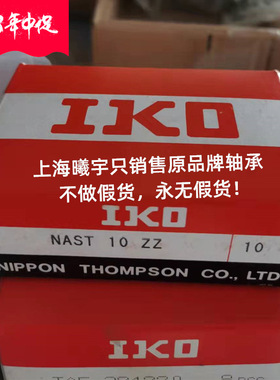 年中促
IKO
上海曦宇只销售原品牌轴承
不做假货，永无假货！
IKO
NAST 10 ZZ 10
NIPPON THOMPSON CO., LTD
IKO